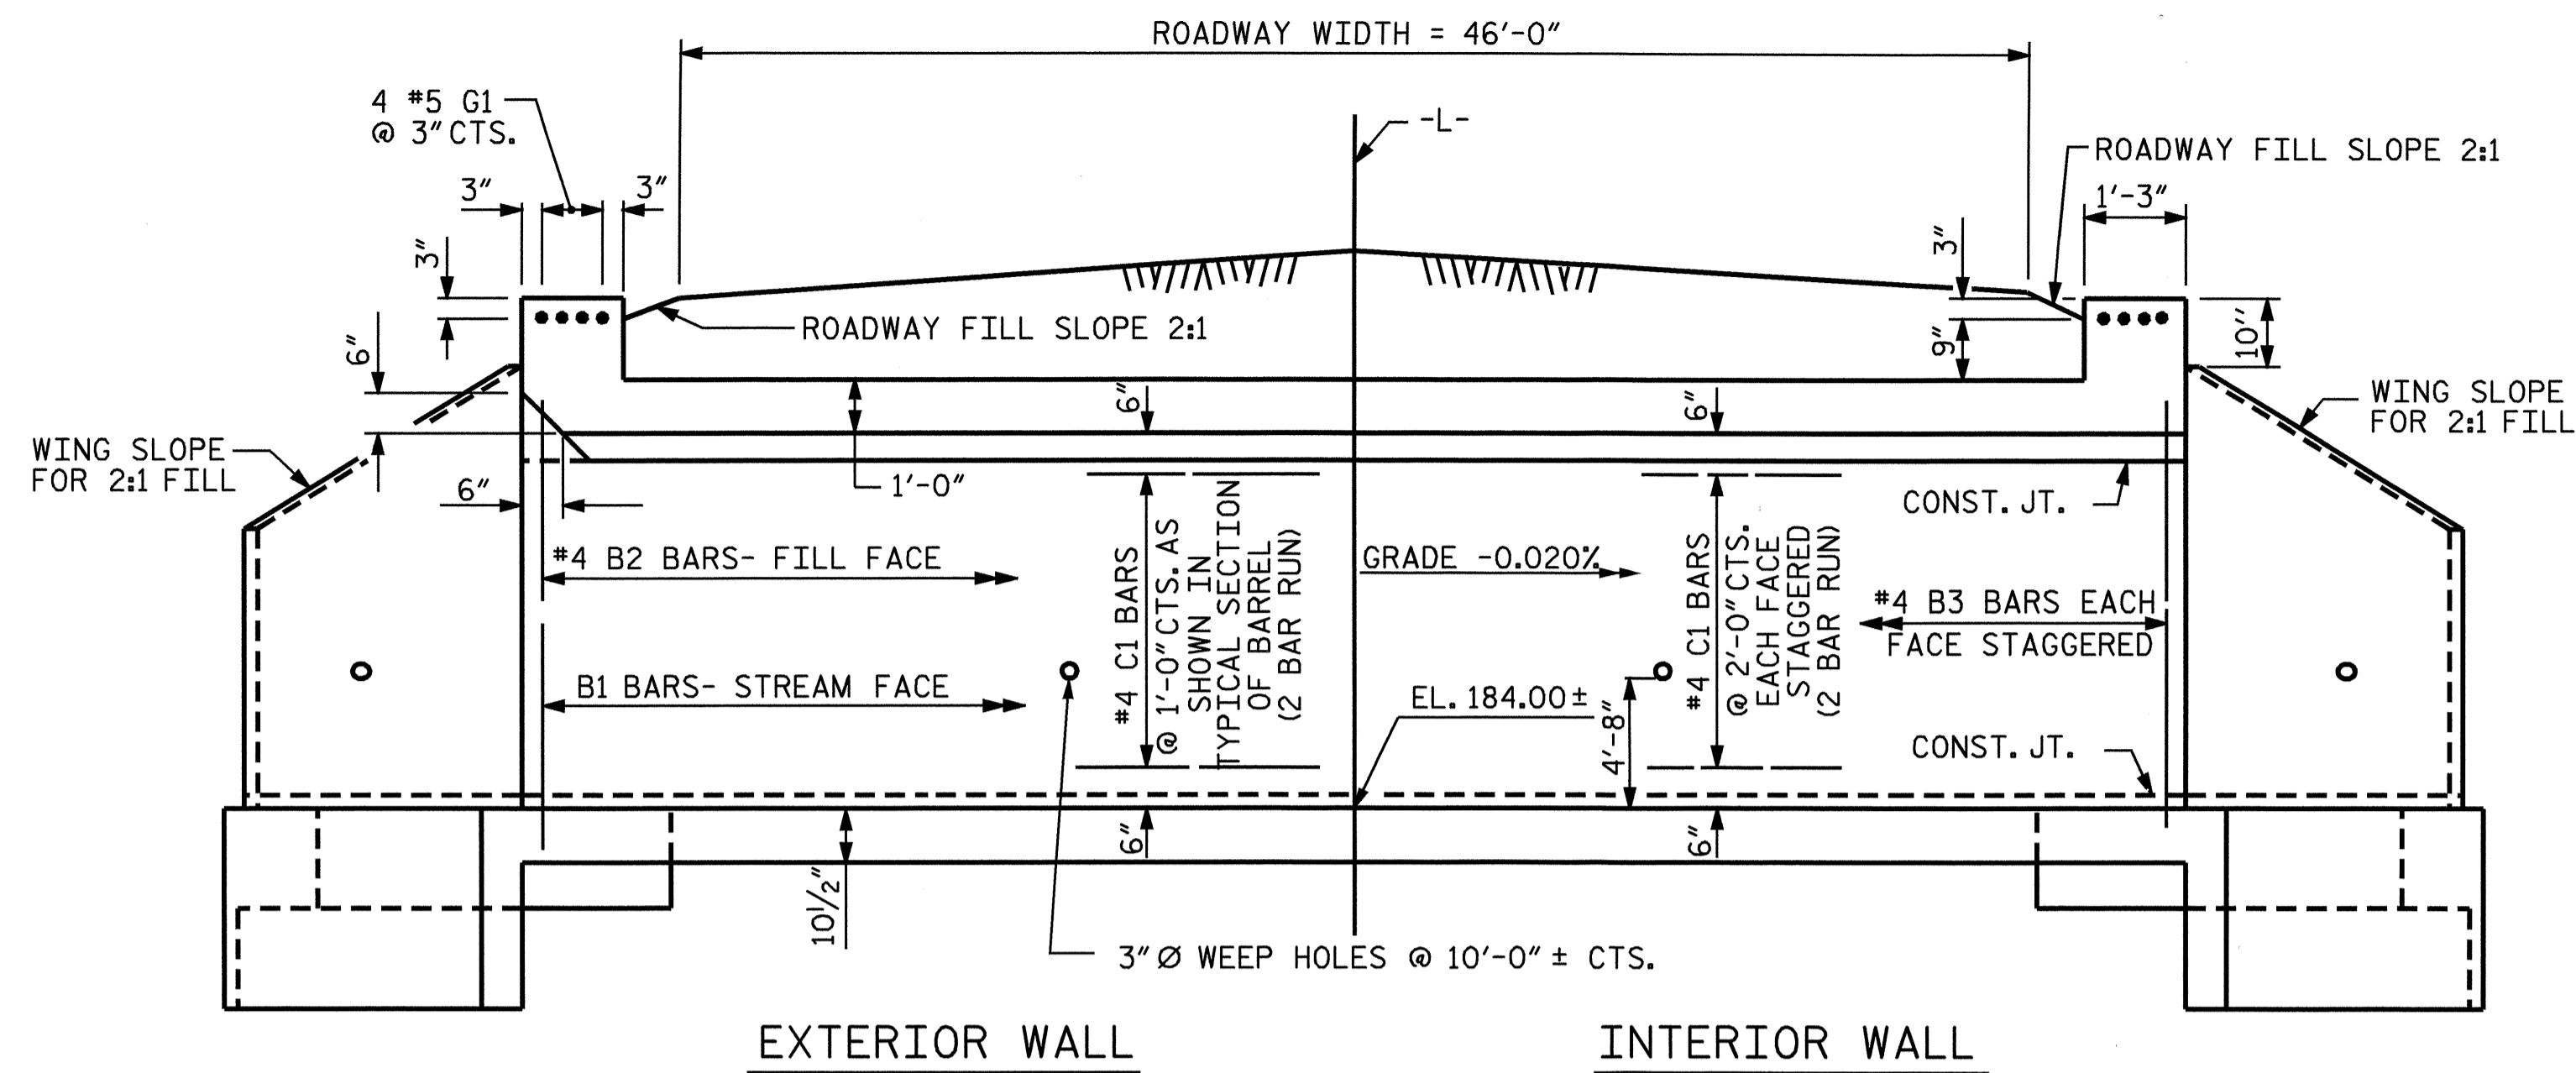 ROADWAY WIDTH = 46'-0"
4 #5 G1
@ 3" CTS.
-L-
ROADWAY FILL SLOPE 2:1
3"
3"
1'-3"
3"
3"
ROADWAY FILL SLOPE 2:1
6"
9"
10''
6"
6"
WING SLOPE
FOR 2:1 FILL
WING SLOPE
FOR 2:1 FILL
6"
1'-0"
CONST. JT.
#4 B2 BARS- FILL FACE
#4 C1 BARS
@ 1'-0" CTS. AS
SHOWN IN
TYPICAL SECTION
OF BARREL
(2 BAR RUN)
GRADE -0.020%
#4 C1 BARS
@ 2'-0" CTS.
EACH FACE
STAGGERED
(2 BAR RUN)
#4 B3 BARS EACH
FACE STAGGERED
B1 BARS- STREAM FACE
EL. 184.00 ±
4'-8"
CONST. JT.
6"
6"
10½"
3" Ø WEEP HOLES @ 10'-0" ± CTS.
EXTERIOR WALL
INTERIOR WALL